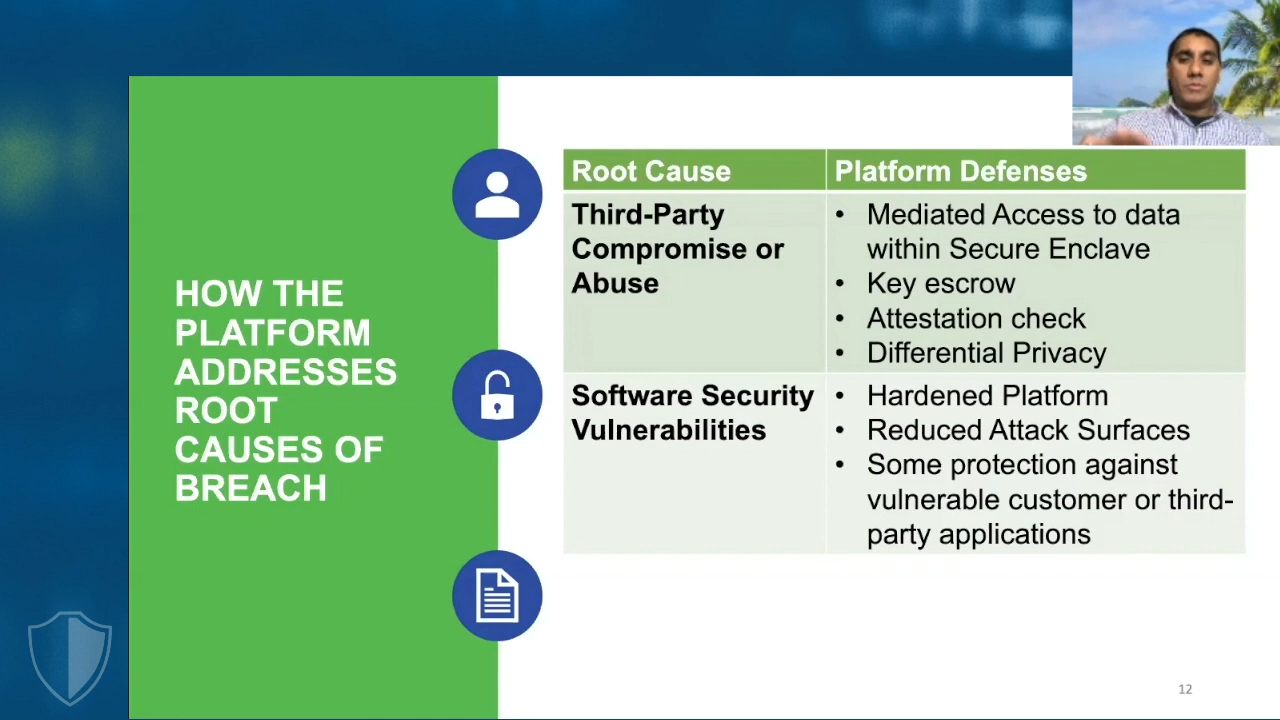 HOW THE
PLATFORM
ADDRESSES
ROOT
CAUSES OF
BREACH
Root Cause
Platform Defenses
Third-Party
Compromise or
Abuse
• Mediated Access to data
within Secure Enclave
• Key escrow
• Attestation check
• Differential Privacy
Software Security
Vulnerabilities
• Hardened Platform
• Reduced Attack Surfaces
• Some protection against
vulnerable customer or third-
party applications
12